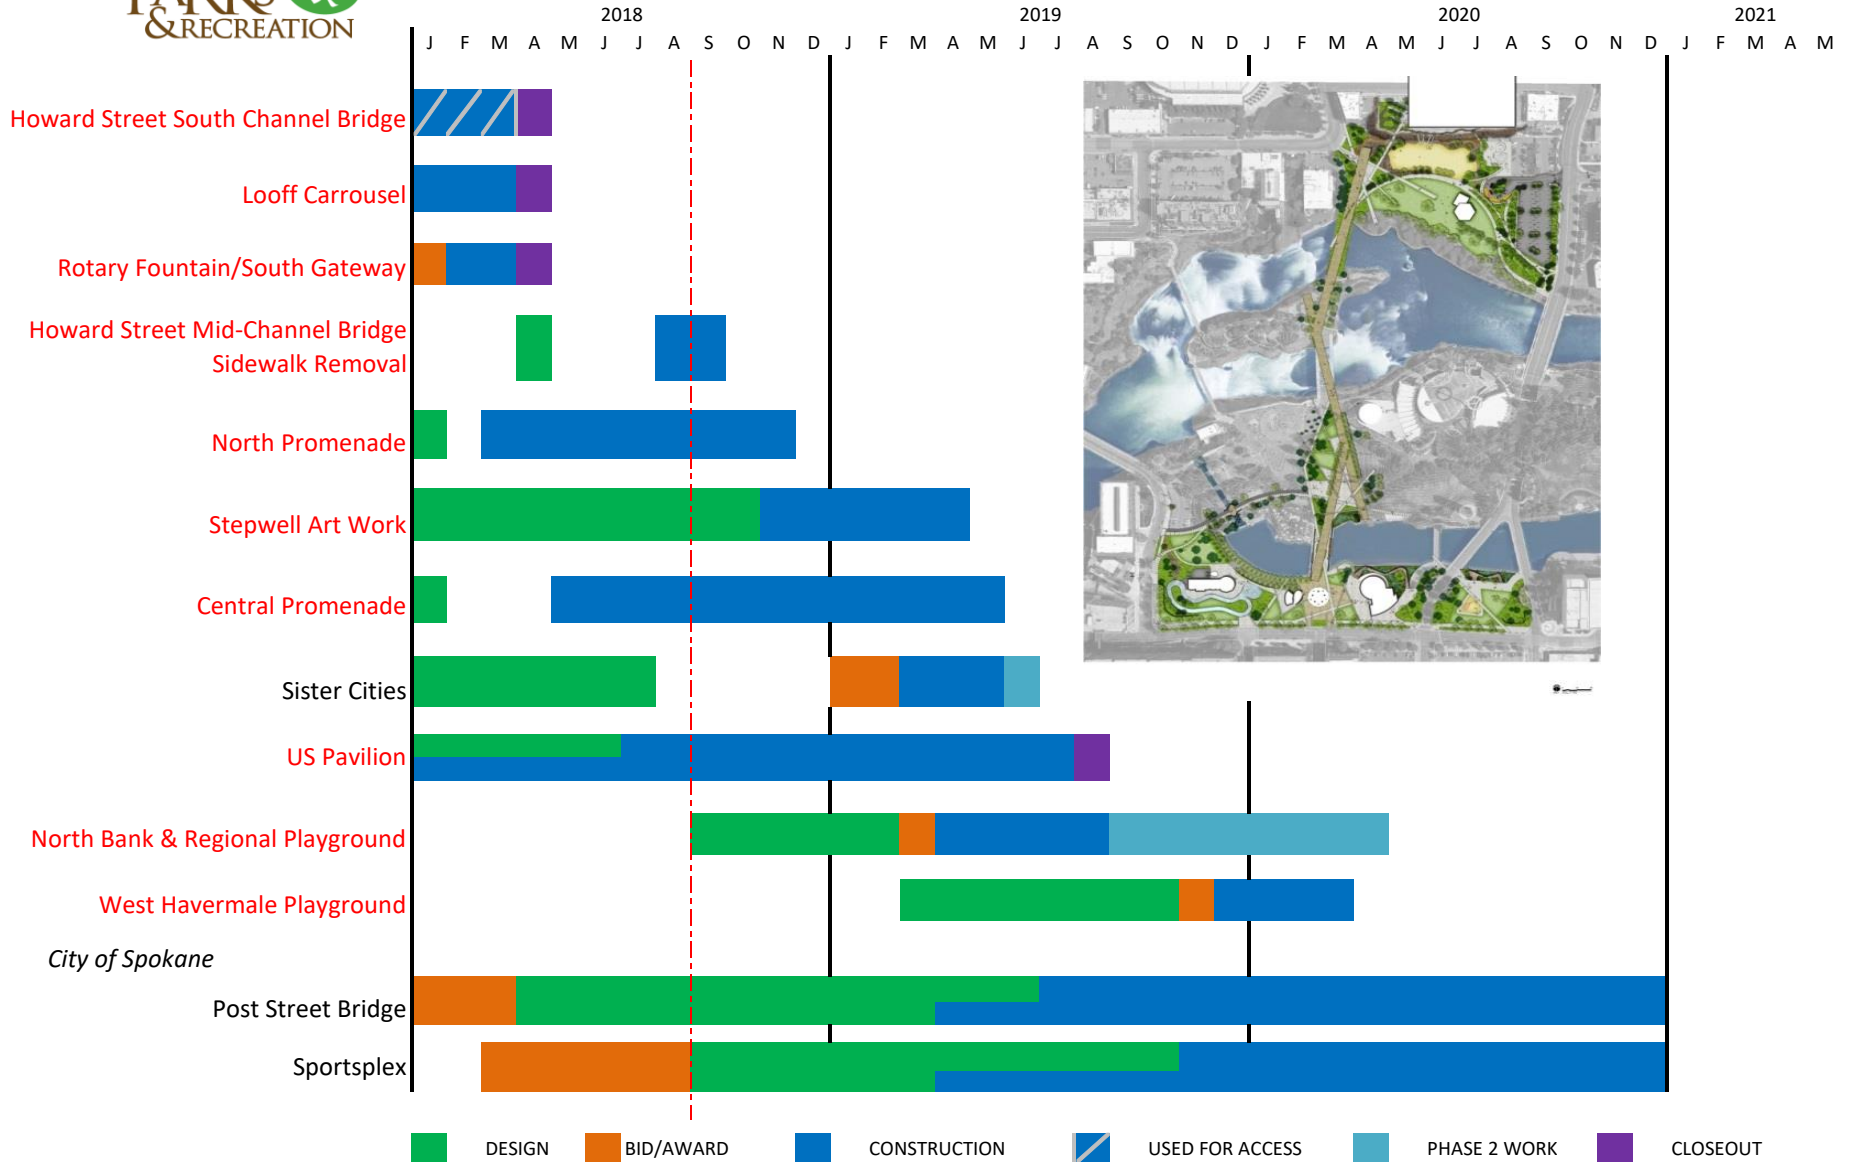 PARKS
&RECREATION
2018 2019 2020 2021
J F M A M J J A S O N D J F M A M J J A S O N D J F M A M J J A S O N D J F M A M
Howard Street South Channel Bridge
Looff Carrousel
Rotary Fountain/South Gateway
Howard Street Mid-Channel Bridge
Sidewalk Removal
North Promenade
Stepwell Art Work
Central Promenade
Sister Cities
US Pavilion
North Bank & Regional Playground
West Havermale Playground
City of Spokane
Post Street Bridge
Sportsplex
DESIGN BID/AWARD CONSTRUCTION USED FOR ACCESS PHASE 2 WORK CLOSEOUT